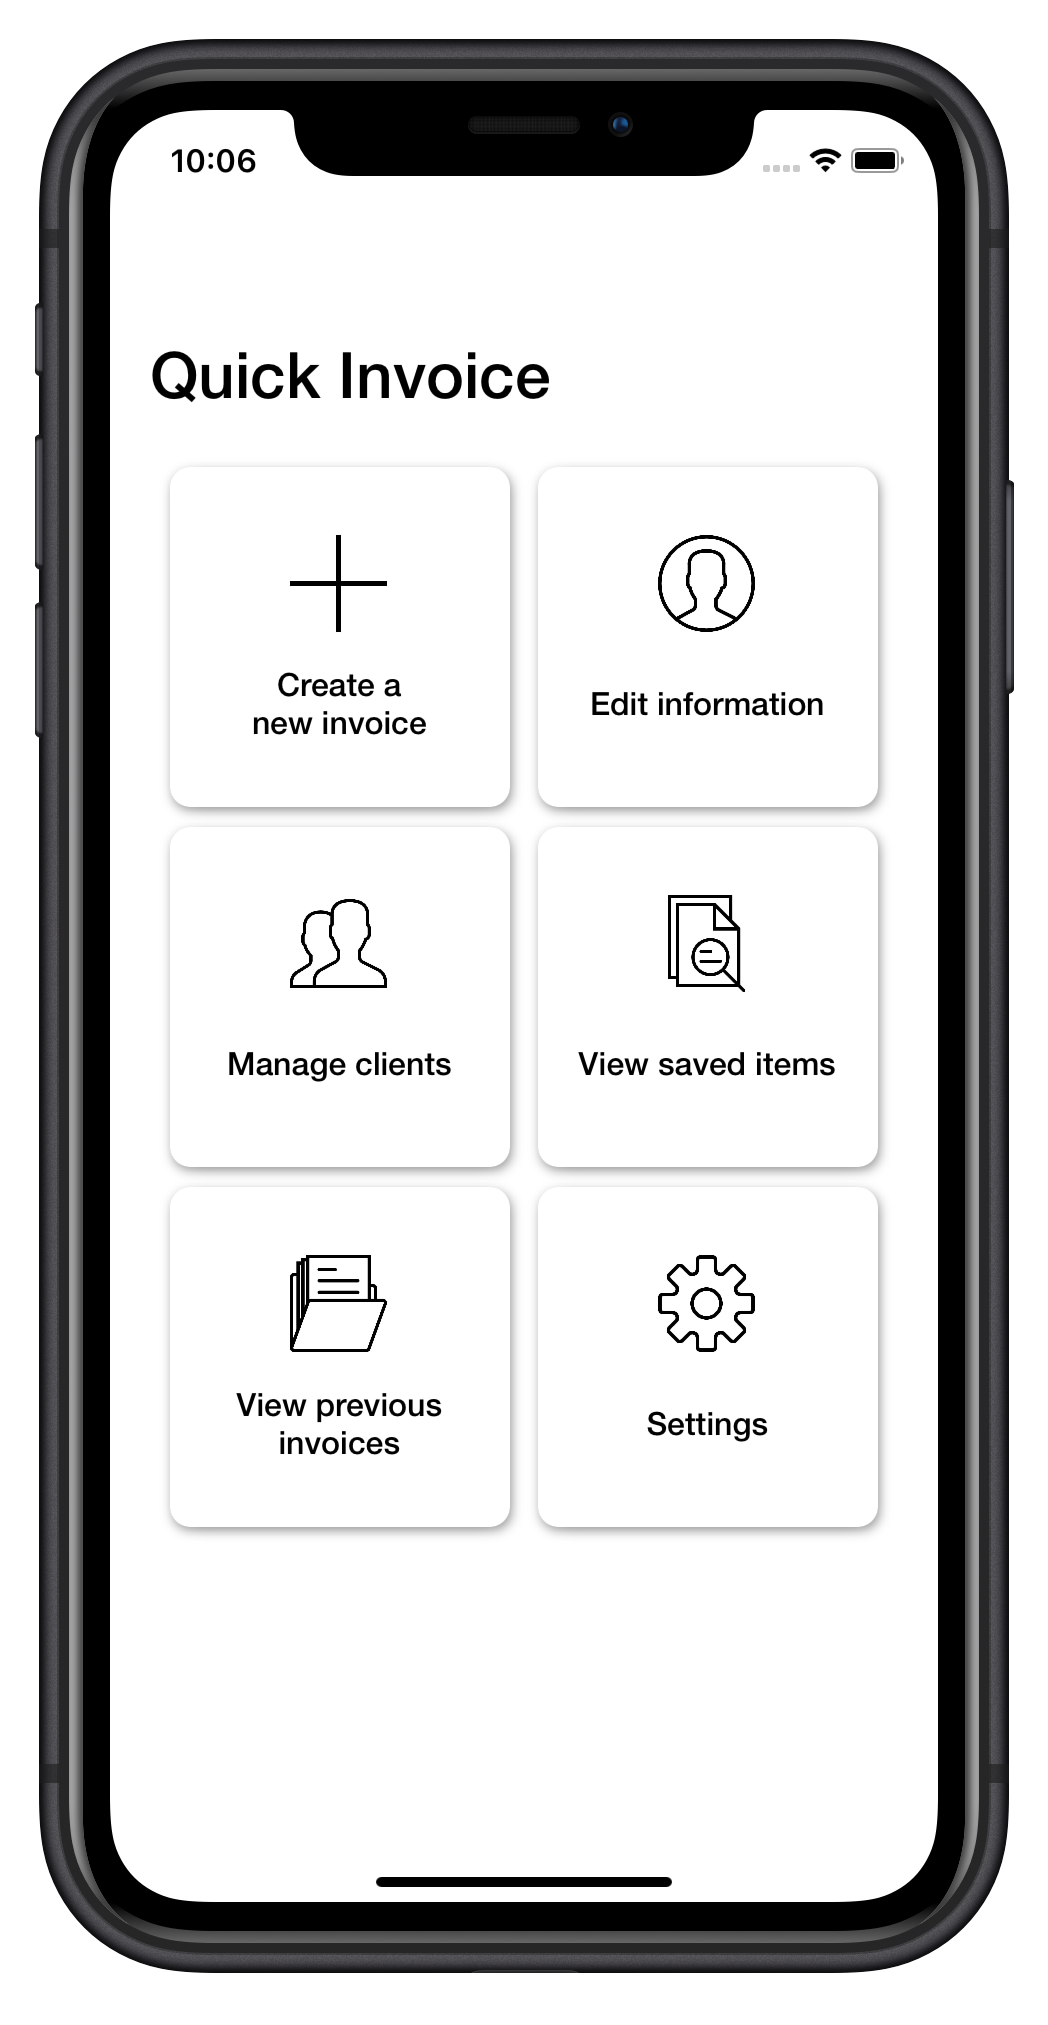 10:06
Quick Invoice
Create a
new invoice
Edit information
Manage clients
View saved items
View previous
invoices
Settings